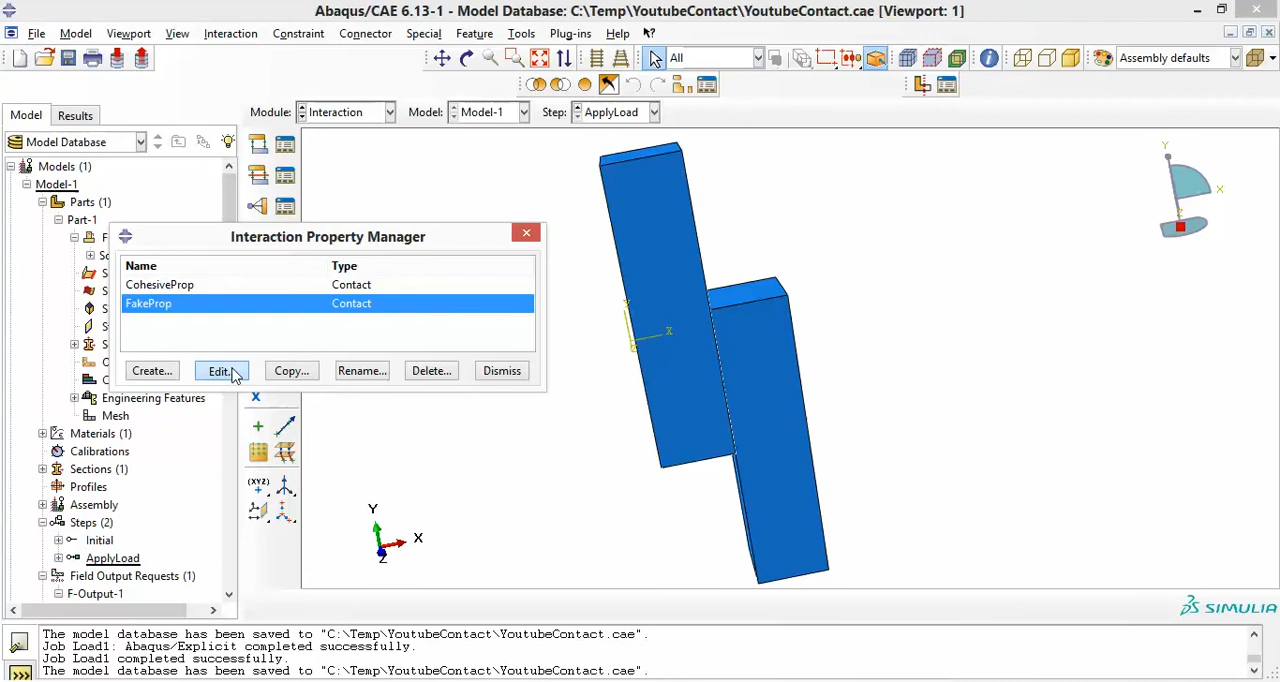 Abaqus/CAE 6.13-1 - Model Database: C:\Temp\YoutubeContact\YoutubeContact.cae [Viewport: 1]
File Model Viewport View Interaction Constraint Connector Special Feature Tools Plug-ins Help
All
Assembly defaults
Model Results
Module: Interaction Model: Model-1 Step: ApplyLoad
Model Database
Models (1)
Model-1
Parts (1)
Part-1
Interaction Property Manager
Name Type
CohesiveProp Contact
FakeProp Contact
Create... Edit... Copy... Rename... Delete... Dismiss
Engineering Features
Mesh
Materials (1)
Calibrations
Sections (1)
Profiles
Assembly
Steps (2)
Initial
ApplyLoad
Field Output Requests (1)
F-Output-1
Y
X
Z
Y
X
Z
X
(XYZ)
SIMULIA
The model database has been saved to "C:\Temp\YoutubeContact\YoutubeContact.cae".
Job Load1: Abaqus/Explicit completed successfully.
Job Load1 completed successfully.
The model database has been saved to "C:\Temp\YoutubeContact\YoutubeContact.cae".
>>>